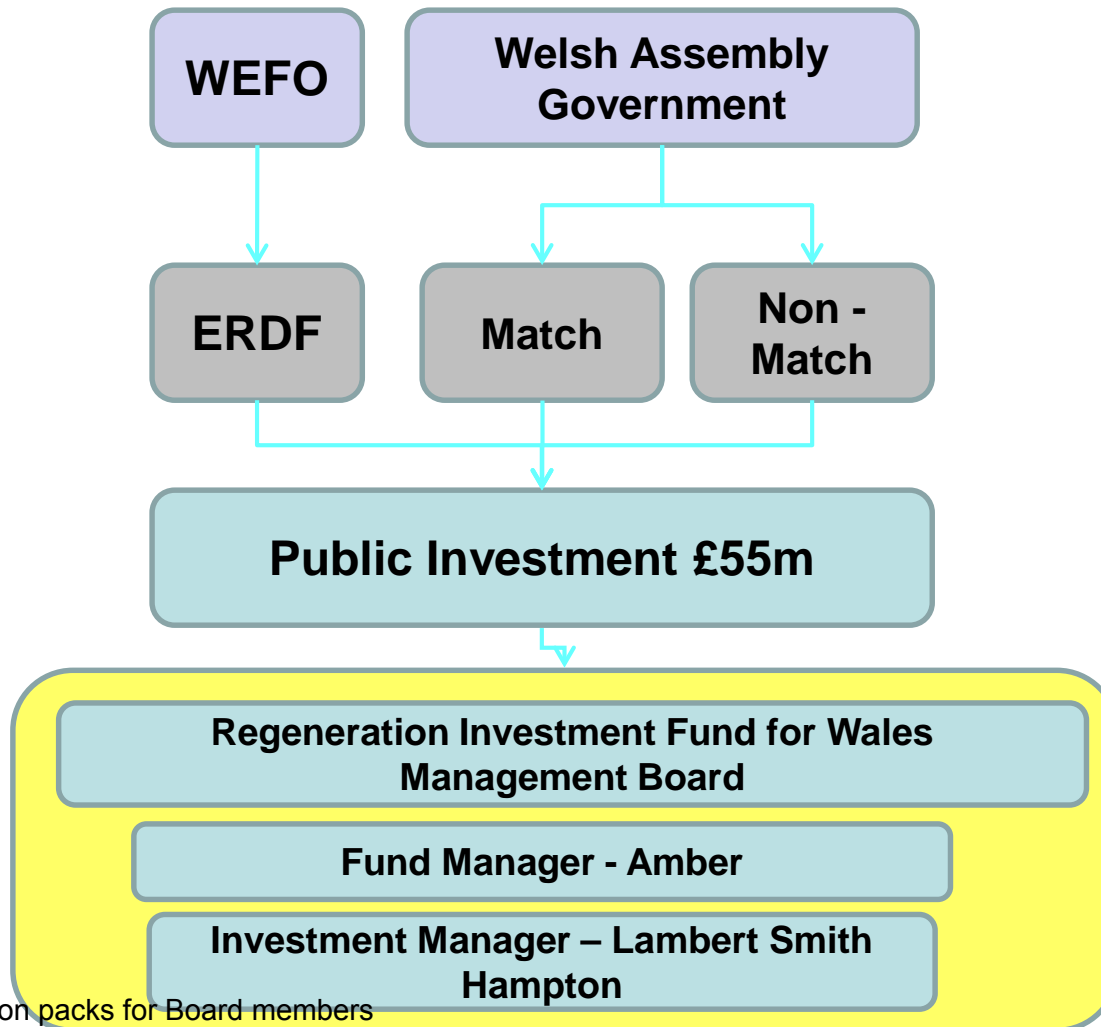 WEFO
Welsh Assembly
Government
ERDF
Match
Non -
Match
Public Investment £55m
Regeneration Investment Fund for Wales
Management Board
Fund Manager - Amber
Investment Manager – Lambert Smith
Hampton
on packs for Board members